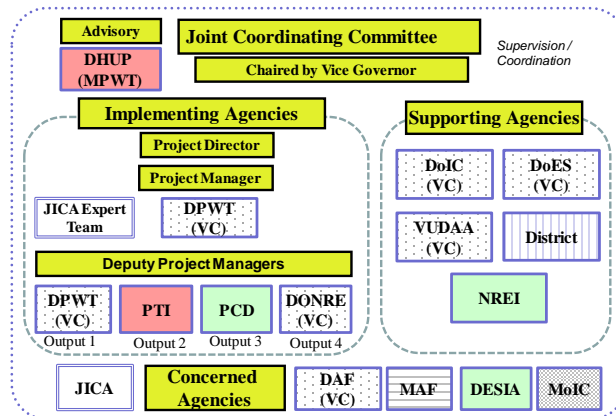 Advisory
DHUP
(MPWT)
Joint Coordinating Committee
Chaired by Vice Governor
Supervision /
Coordination
Implementing Agencies
Project Director
Project Manager
JICA Expert
Team
DPWT
(VC)
Deputy Project Managers
DPWT
(VC)
PTI
PCD
DONRE
(VC)
Output 1
Output 2
Output 3
Output 4
Supporting Agencies
DoIC
(VC)
DoES
(VC)
VUDAA
(VC)
District
NREI
JICA
Concerned
Agencies
DAF
(VC)
MAF
DESIA
MoIC